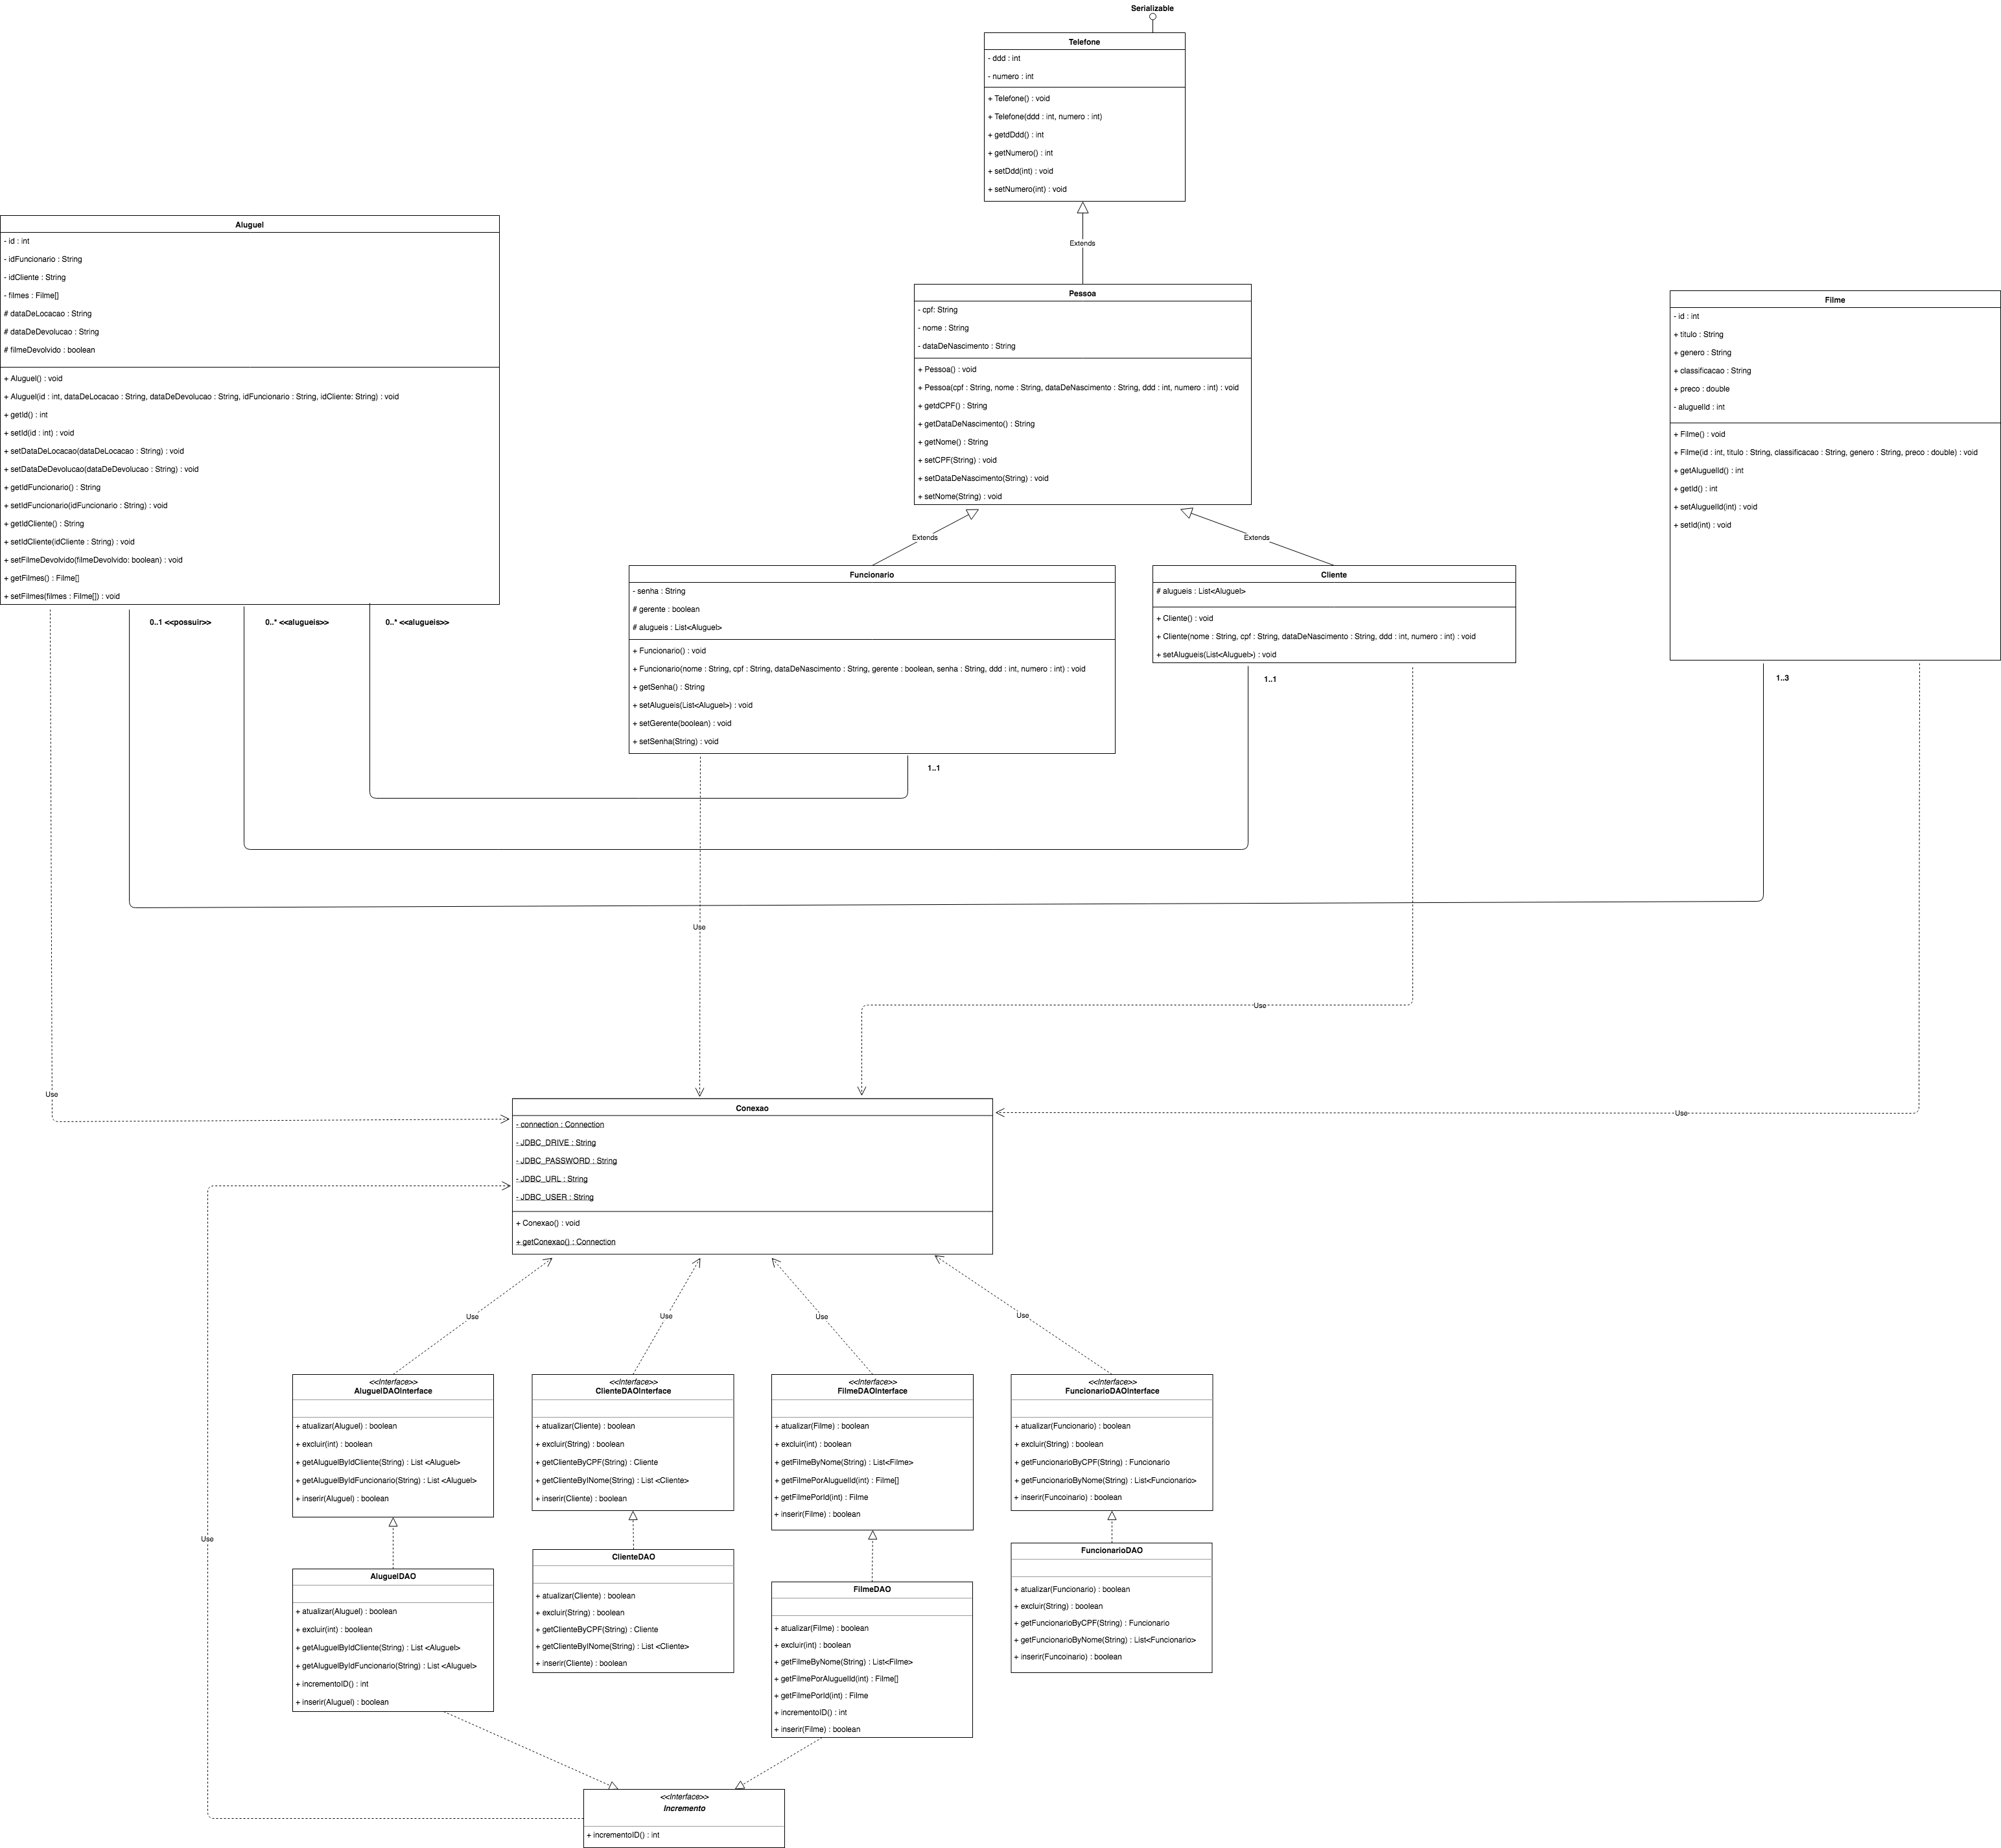 Serializable
Telefone
- ddd : int
- numero : int
+ Telefone() : void
+ Telefone(ddd : int, numero : int)
+ getdDdd() : int
+ getNumero() : int
+ setDdd(int) : void
+ setNumero(int) : void
Extends
Aluguel
- id : int
- idFuncionario : String
- idCliente : String
- filmes : Filme[]
# dataDeLocacao : String
# dataDeDevolucao : String
# filmeDevolvido : boolean
+ Aluguel() : void
+ Aluguel(id : int, dataDeLocacao : String, dataDeDevolucao : String, idFuncionario : String, idCliente: String) : void
+ getId() : int
+ setId(id : int) : void
+ setDataDeLocacao(dataDeLocacao : String) : void
+ setDataDeDevolucao(dataDeDevolucao : String) : void
+ getIdFuncionario() : String
+ setIdFuncionario(idFuncionario : String) : void
+ getIdCliente() : String
+ setIdCliente(idCliente : String) : void
+ setFilmeDevolvido(filmeDevolvido: boolean) : void
+ getFilmes() : Filme[]
+ setFilmes(filmes : Filme[]) : void
0..1 <<possuir>>
0..* <<alugueis>>
0..* <<alugueis>>
Pessoa
- cpf: String
- nome : String
- dataDeNascimento : String
+ Pessoa() : void
+ Pessoa(cpf : String, nome : String, dataDeNascimento : String, ddd : int, numero : int) : void
+ getdCPF() : String
+ getDataDeNascimento() : String
+ getNome() : String
+ setCPF(String) : void
+ setDataDeNascimento(String) : void
+ setNome(String) : void
Extends
Extends
Filme
- id : int
+ titulo : String
+ genero : String
+ classificacao : String
+ preco : double
- aluguelId : int
+ Filme() : void
+ Filme(id : int, titulo : String, classificacao : String, genero : String, preco : double) : void
+ getAluguelId() : int
+ getId() : int
+ setAluguelId(int) : void
+ setId(int) : void
1..3
Funcionario
- senha : String
# gerente : boolean
# alugueis : List<Aluguel>
+ Funcionario() : void
+ Funcionario(nome : String, cpf : String, dataDeNascimento : String, gerente : boolean, senha : String, ddd : int, numero : int) : void
+ getSenha() : String
+ setAlugueis(List<Aluguel>) : void
+ setGerente(boolean) : void
+ setSenha(String) : void
1..1
Cliente
# alugueis : List<Aluguel>
+ Cliente() : void
+ Cliente(nome : String, cpf : String, dataDeNascimento : String, ddd : int, numero : int) : void
+ setAlugueis(List<Aluguel>) : void
1..1
Use
Use
Use
Use
Conexao
- connection : Connection
- JDBC_DRIVE : String
- JDBC_PASSWORD : String
- JDBC_URL : String
- JDBC_USER : String
+ Conexao() : void
+ getConexao() : Connection
Use
Use
Use
Use
<<Interface>>
AluguelDAOInterface
+ atualizar(Aluguel) : boolean
+ excluir(int) : boolean
+ getAluguelByIdCliente(String) : List <Aluguel>
+ getAluguelByIdFuncionario(String) : List <Aluguel>
+ inserir(Aluguel) : boolean
<<Interface>>
ClienteDAOInterface
+ atualizar(Cliente) : boolean
+ excluir(String) : boolean
+ getClienteByCPF(String) : Cliente
+ getClienteByINome(String) : List <Cliente>
+ inserir(Cliente) : boolean
<<Interface>>
FilmeDAOInterface
+ atualizar(Filme) : boolean
+ excluir(int) : boolean
+ getFilmeByNome(String) : List<Filme>
+ getFilmePorAluguelId(int) : Filme[]
+ getFilmePorId(int) : Filme
+ inserir(Filme) : boolean
<<Interface>>
FuncionarioDAOInterface
+ atualizar(Funcionario) : boolean
+ excluir(String) : boolean
+ getFuncionarioByCPF(String) : Funcionario
+ getFuncionarioByNome(String) : List<Funcionario>
+ inserir(Funcoinario) : boolean
Use
AluguelDAO
+ atualizar(Aluguel) : boolean
+ excluir(int) : boolean
+ getAluguelByIdCliente(String) : List <Aluguel>
+ getAluguelByIdFuncionario(String) : List <Aluguel>
+ incrementoID() : int
+ inserir(Aluguel) : boolean
ClienteDAO
+ atualizar(Cliente) : boolean
+ excluir(String) : boolean
+ getClienteByCPF(String) : Cliente
+ getClienteByINome(String) : List <Cliente>
+ inserir(Cliente) : boolean
FilmeDAO
+ atualizar(Filme) : boolean
+ excluir(int) : boolean
+ getFilmeByNome(String) : List<Filme>
+ getFilmePorAluguelId(int) : Filme[]
+ getFilmePorId(int) : Filme
+ incrementoID() : int
+ inserir(Filme) : boolean
FuncionarioDAO
+ atualizar(Funcionario) : boolean
+ excluir(String) : boolean
+ getFuncionarioByCPF(String) : Funcionario
+ getFuncionarioByNome(String) : List<Funcionario>
+ inserir(Funcoinario) : boolean
<<Interface>>
Incremento
+ incrementoID() : int